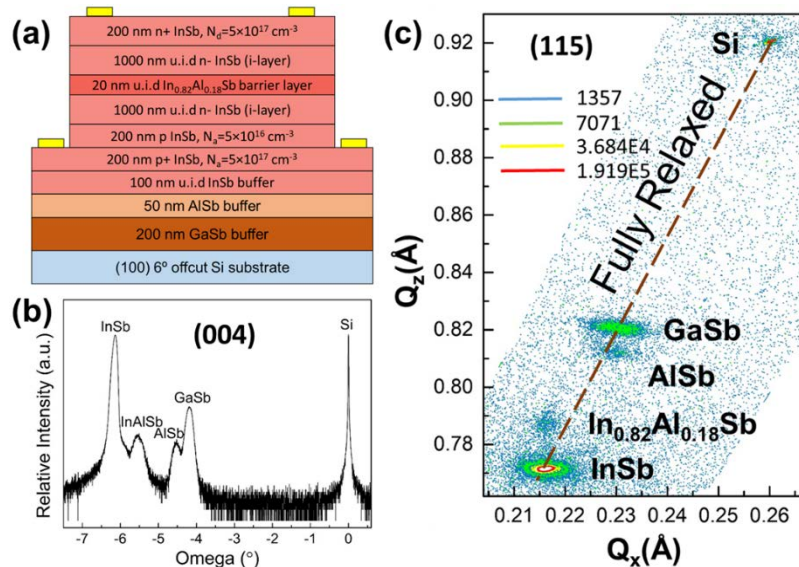 (a)
200 nm n+ InSb, Nd=5×10¹⁷ cm⁻³
1000 nm u.i.d n- InSb (i-layer)
20 nm u.i.d In₀.₈₂Al₀.₁₈Sb barrier layer
1000 nm u.i.d n- InSb (i-layer)
200 nm p InSb, Na=5×10¹⁶ cm⁻³
200 nm p+ InSb, Na=5×10¹⁷ cm⁻³
100 nm u.i.d InSb buffer
50 nm AlSb buffer
200 nm GaSb buffer
(100) 6º offcut Si substrate
(b)
(004)
InSb
InAlSb
AlSb
GaSb
Si
Relative Intensity (a.u.)
-7 -6 -5 -4 -3 -2 -1 0
Omega (°)
(c)
(115)
Si
1357
7071
3.684E4
1.919E5
Fully Relaxed
GaSb
AlSb
In₀.₈₂Al₀.₁₈Sb
InSb
Qz(Å)
0.92
0.90
0.88
0.86
0.84
0.82
0.80
0.78
0.21 0.22 0.23 0.24 0.25 0.26
Qx(Å)